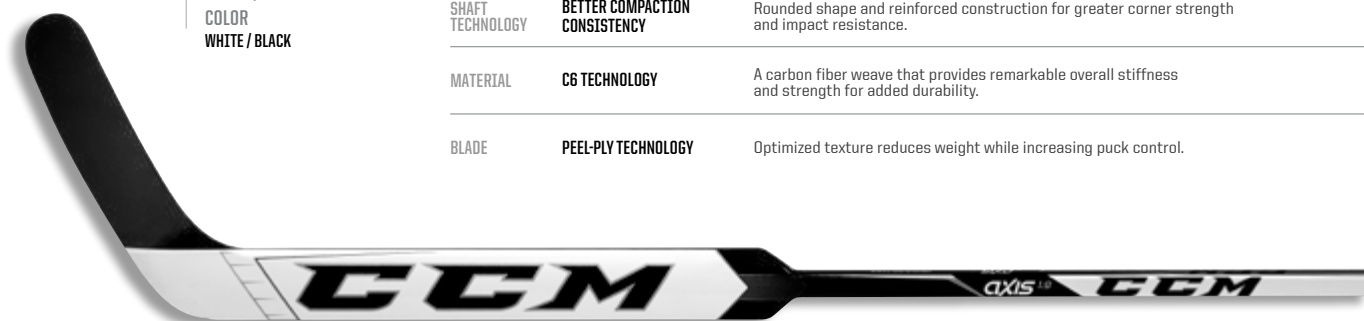 COLOR
WHITE / BLACK
SHAFT
TECHNOLOGY
BETTER COMPACTION
CONSISTENCY
Rounded shape and reinforced construction for greater corner strength
and impact resistance.
MATERIAL
C6 TECHNOLOGY
A carbon fiber weave that provides remarkable overall stiffness
and strength for added durability.
BLADE
PEEL-PLY TECHNOLOGY
Optimized texture reduces weight while increasing puck control.
CCM
axis 1.0
CCM